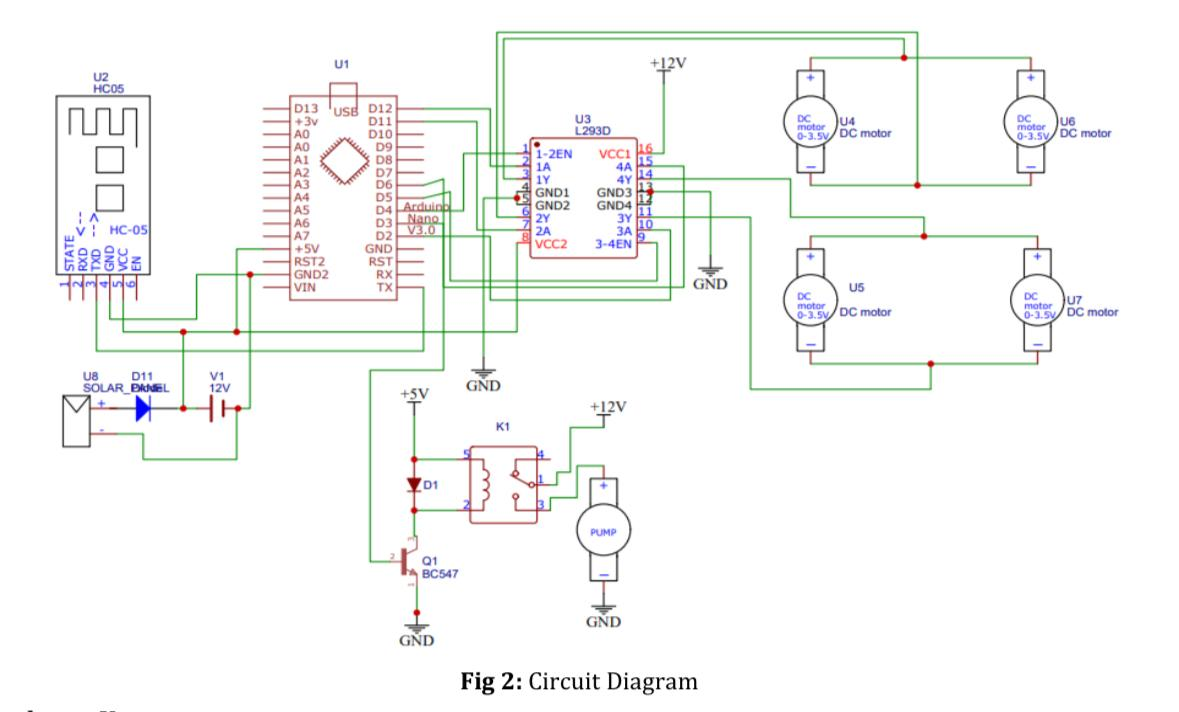 U2
HC05
STATE
RXD <--
TXD -->
GND
VCC
EN
HC-05
1 2 3 4 5 6
U1
USB
D13 D12
+3v D11
A0 D10
A0 D9
A1 D8
A2 D7
A3 D6
A4 D5
A5 D4
A6 D3
A7 D2
+5V GND
RST2 RST
GND2 RX
VIN TX
Arduino
Nano
V3.0
U3
L293D
1 1-2EN VCC1 16
2 1A 4A 15
3 1Y 4Y 14
4 GND1 GND3 13
5 GND2 GND4 12
6 2Y 3Y 11
7 2A 3A 10
8 VCC2 3-4EN 9
+12V
GND
GND
+
DC
motor
0-3.5V
–
U4
DC motor
+
DC
motor
0-3.5V
–
U6
DC motor
+
DC
motor
0-3.5V
–
U5
DC motor
+
DC
motor
0-3.5V
–
U7
DC motor
U8
SOLAR_PANEL
+
-
D11
V1
12V
+5V
D1
K1
5 4
1
2 3
+12V
+
PUMP
–
GND
3
2
1
Q1
BC547
GND
Fig 2: Circuit Diagram